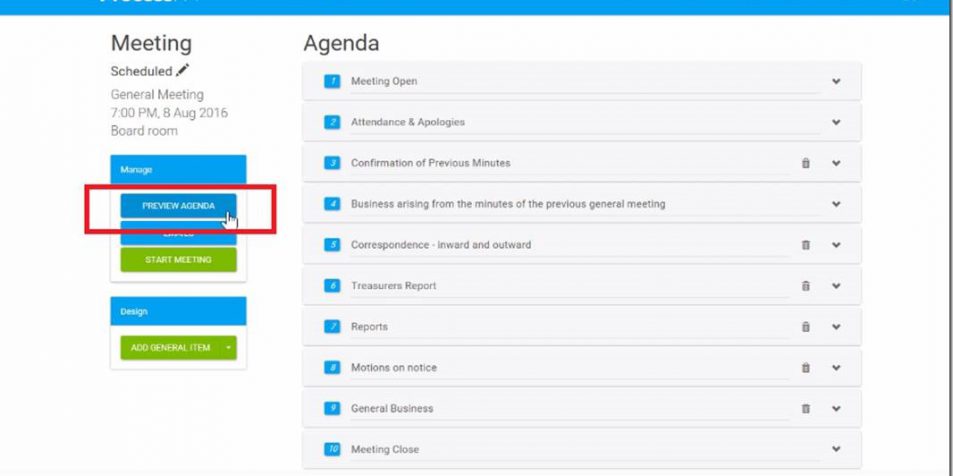 Meeting
Scheduled
General Meeting
7:00 PM, 8 Aug 2016
Board room
Manage
PREVIEW AGENDA
START MEETING
Design
ADD GENERAL ITEM
Agenda
1 Meeting Open
2 Attendance & Apologies
3 Confirmation of Previous Minutes
4 Business arising from the minutes of the previous general meeting
5 Correspondence - inward and outward
6 Treasurers Report
7 Reports
8 Motions on notice
9 General Business
10 Meeting Close